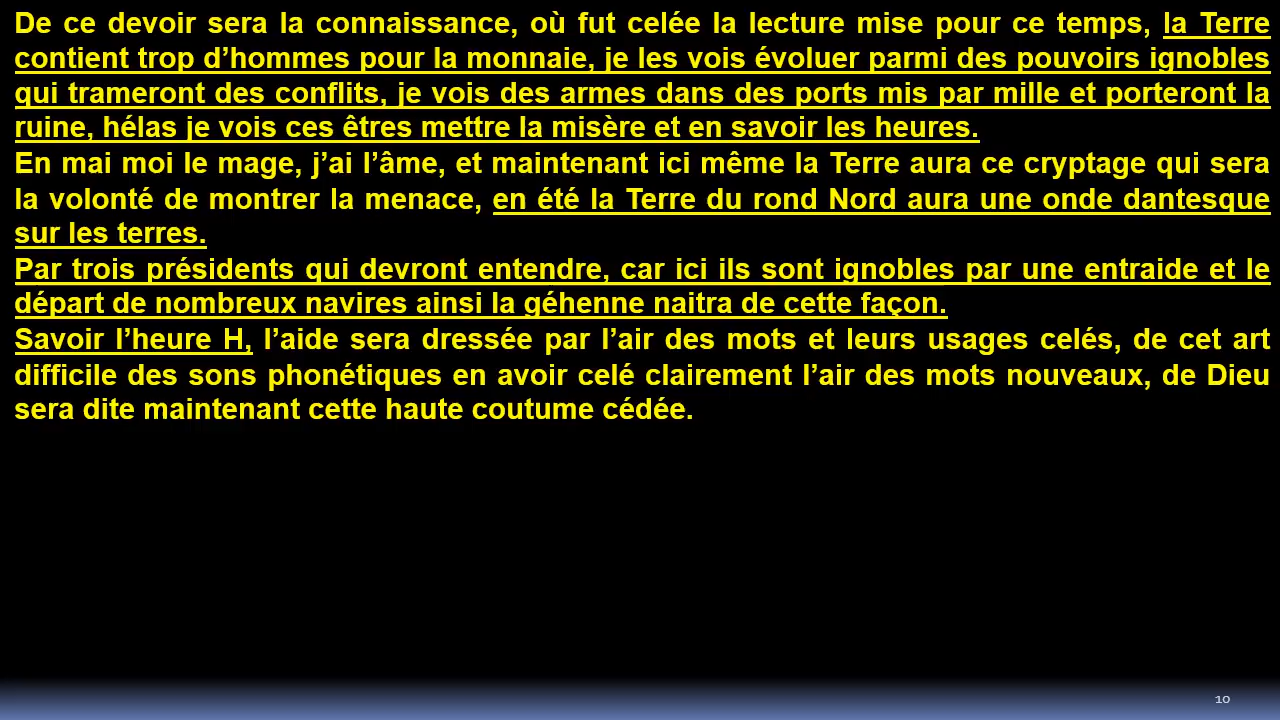 De ce devoir sera la connaissance, où fut celée la lecture mise pour ce temps, la Terre
contient trop d’hommes pour la monnaie, je les vois évoluer parmi des pouvoirs ignobles
qui trameront des conflits, je vois des armes dans des ports mis par mille et porteront la
ruine, hélas je vois ces êtres mettre la misère et en savoir les heures.
En mai moi le mage, j’ai l’âme, et maintenant ici même la Terre aura ce cryptage qui sera
la volonté de montrer la menace, en été la Terre du rond Nord aura une onde dantesque
sur les terres.
Par trois présidents qui devront entendre, car ici ils sont ignobles par une entraide et le
départ de nombreux navires ainsi la géhenne naitra de cette façon.
Savoir l’heure H, l’aide sera dressée par l’air des mots et leurs usages celés, de cet art
difficile des sons phonétiques en avoir celé clairement l’air des mots nouveaux, de Dieu
sera dite maintenant cette haute coutume cédée.
10